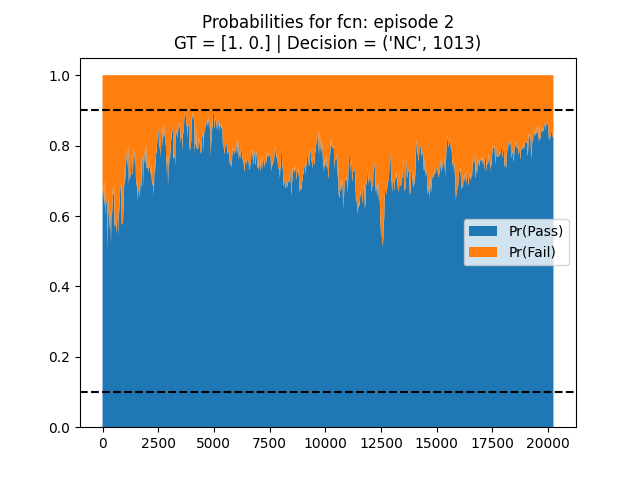 Probabilities for fcn: episode 2
GT = [1. 0.] | Decision = ('NC', 1013)
1.0
0.8
0.6
0.4
0.2
0.0
Pr(Pass)
Pr(Fail)
0 2500 5000 7500 10000 12500 15000 17500 20000